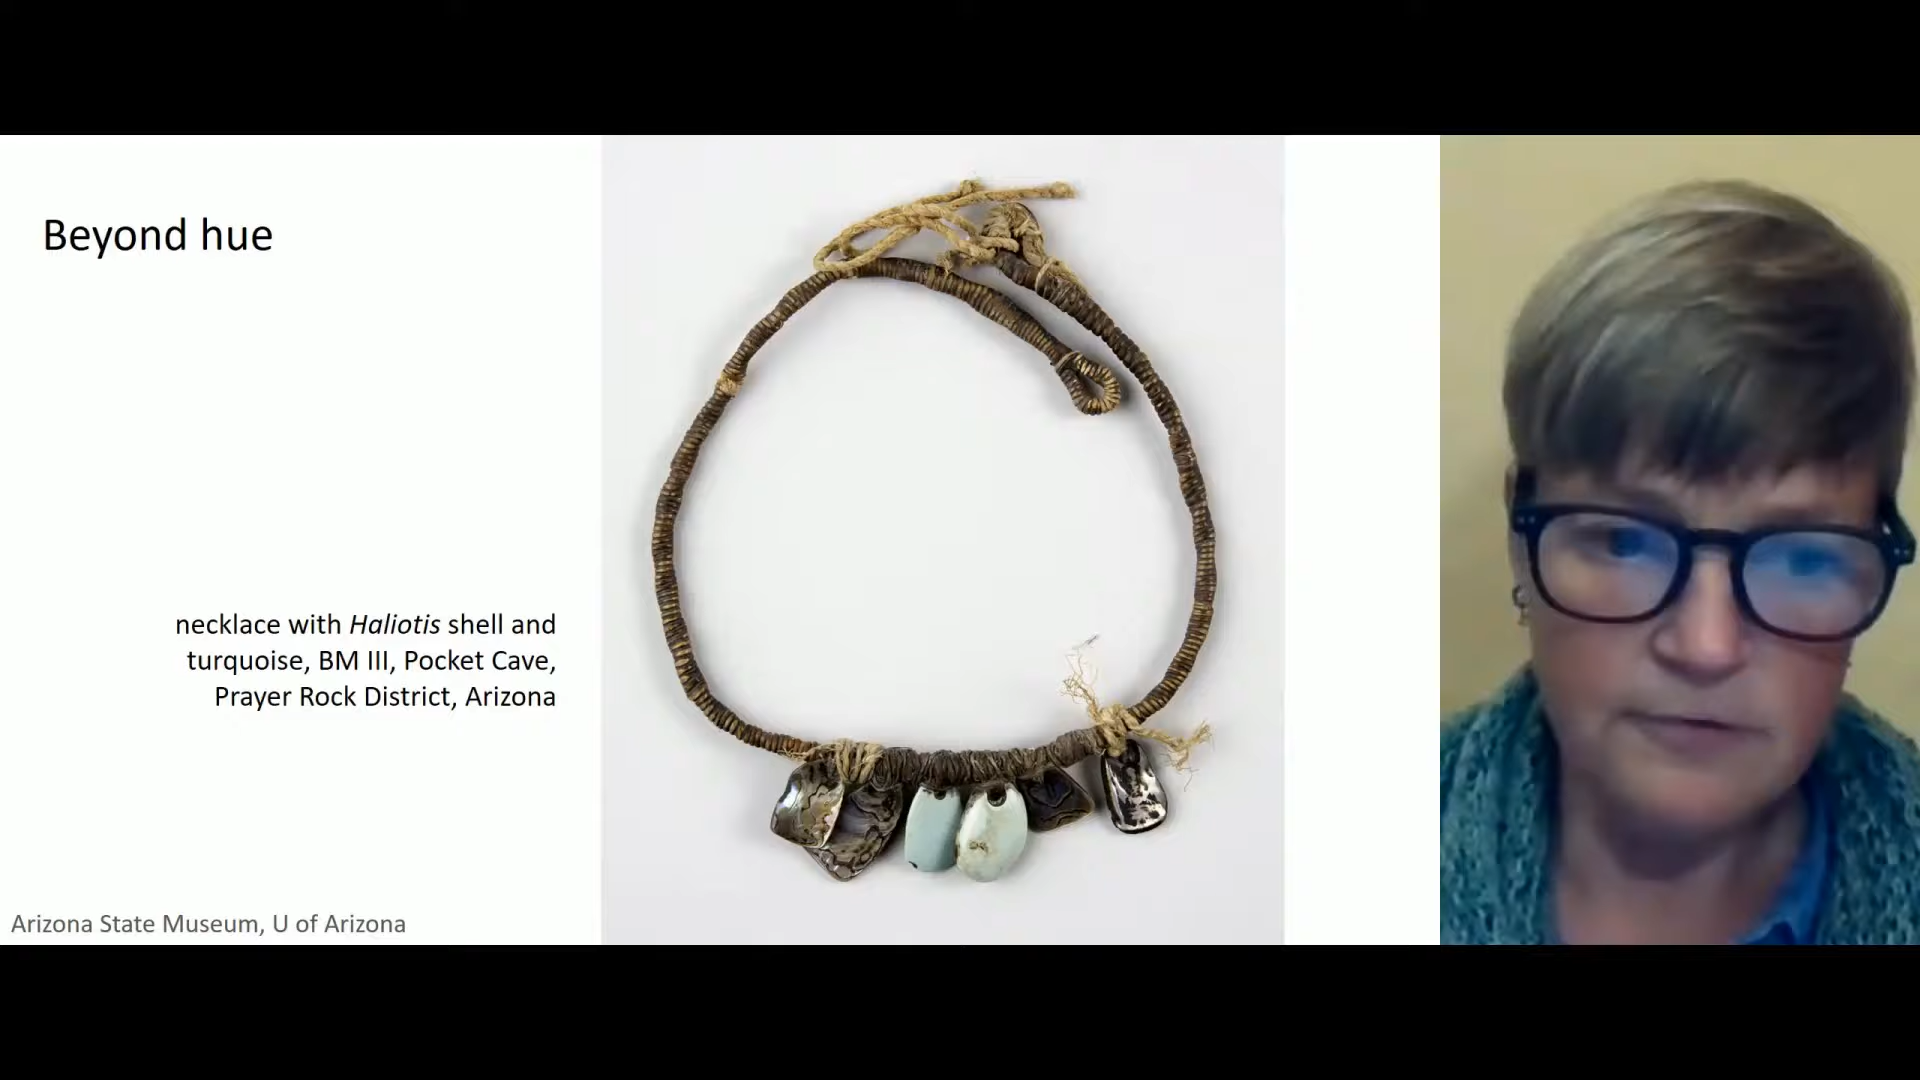 Beyond hue
necklace with Haliotis shell and
turquoise, BM III, Pocket Cave,
Prayer Rock District, Arizona
Arizona State Museum, U of Arizona